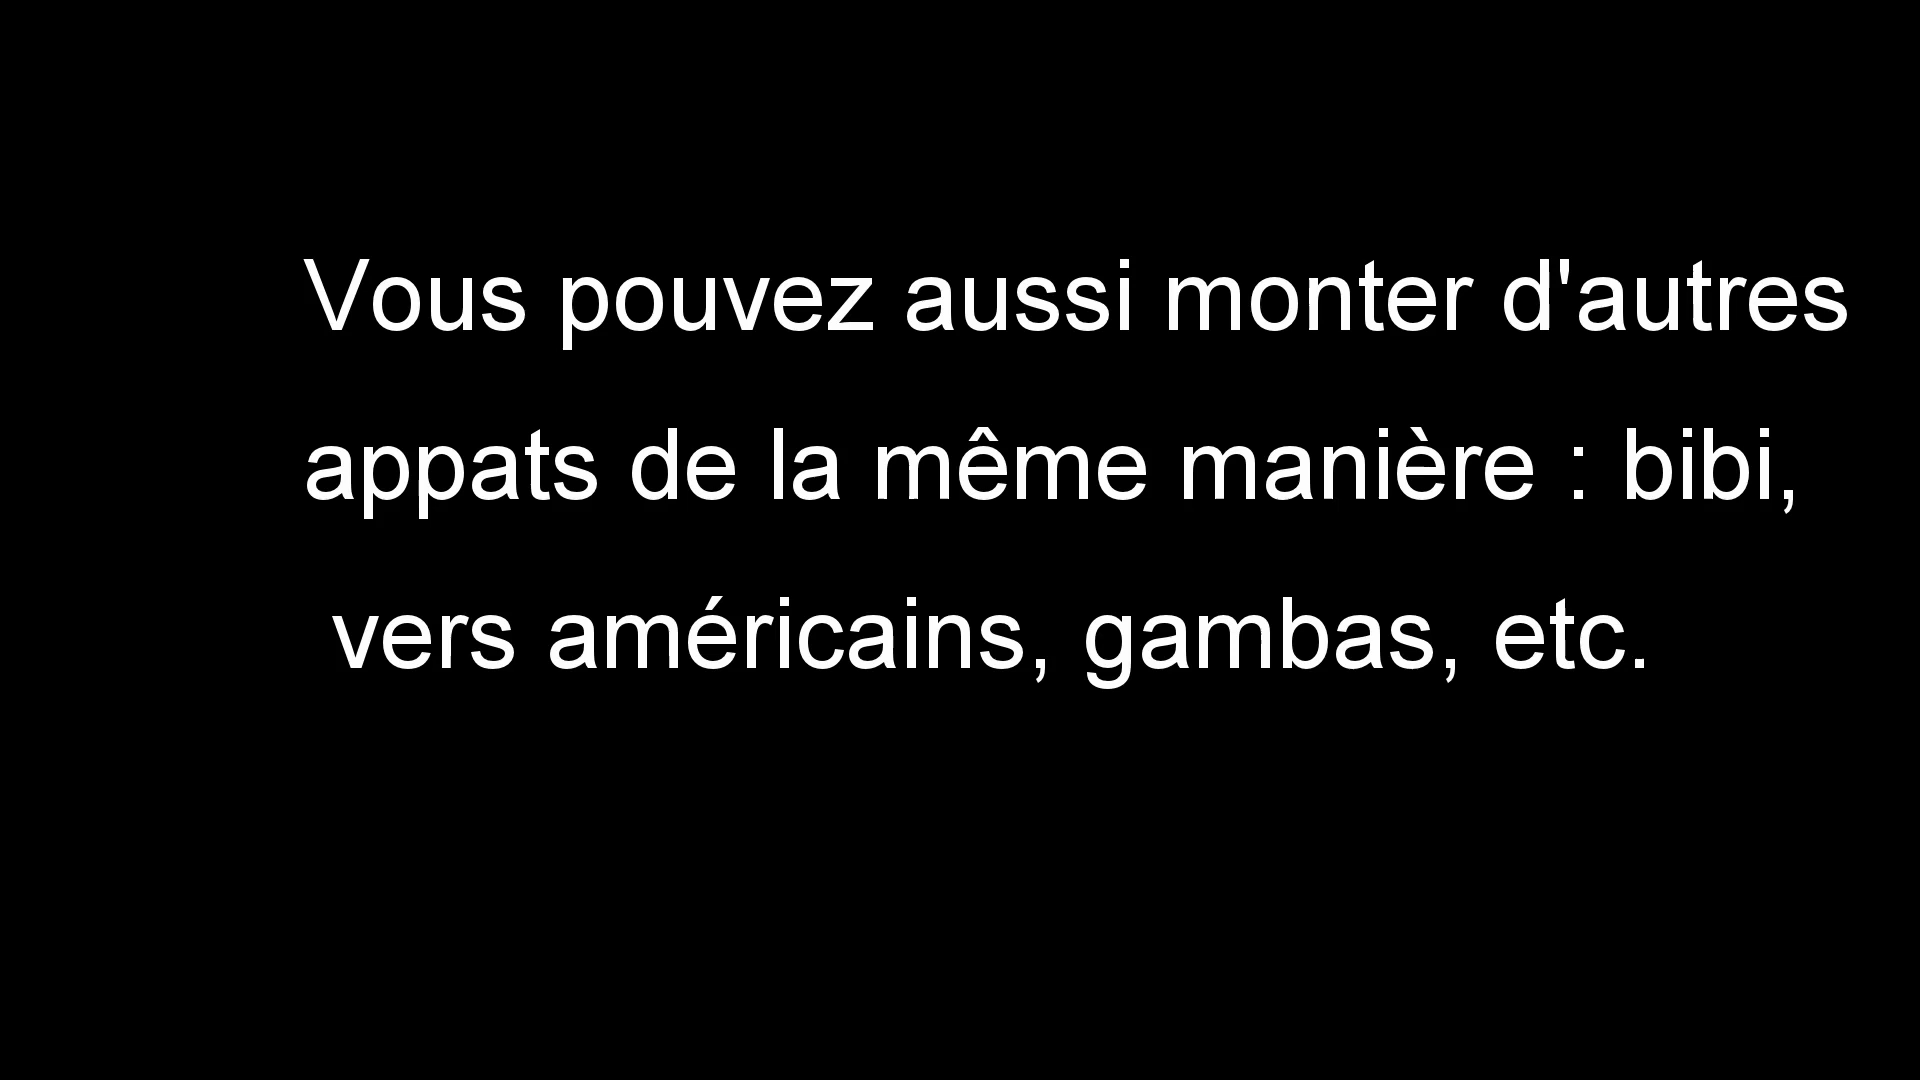 Vous pouvez aussi monter d'autres
appats de la même manière : bibi,
vers américains, gambas, etc.